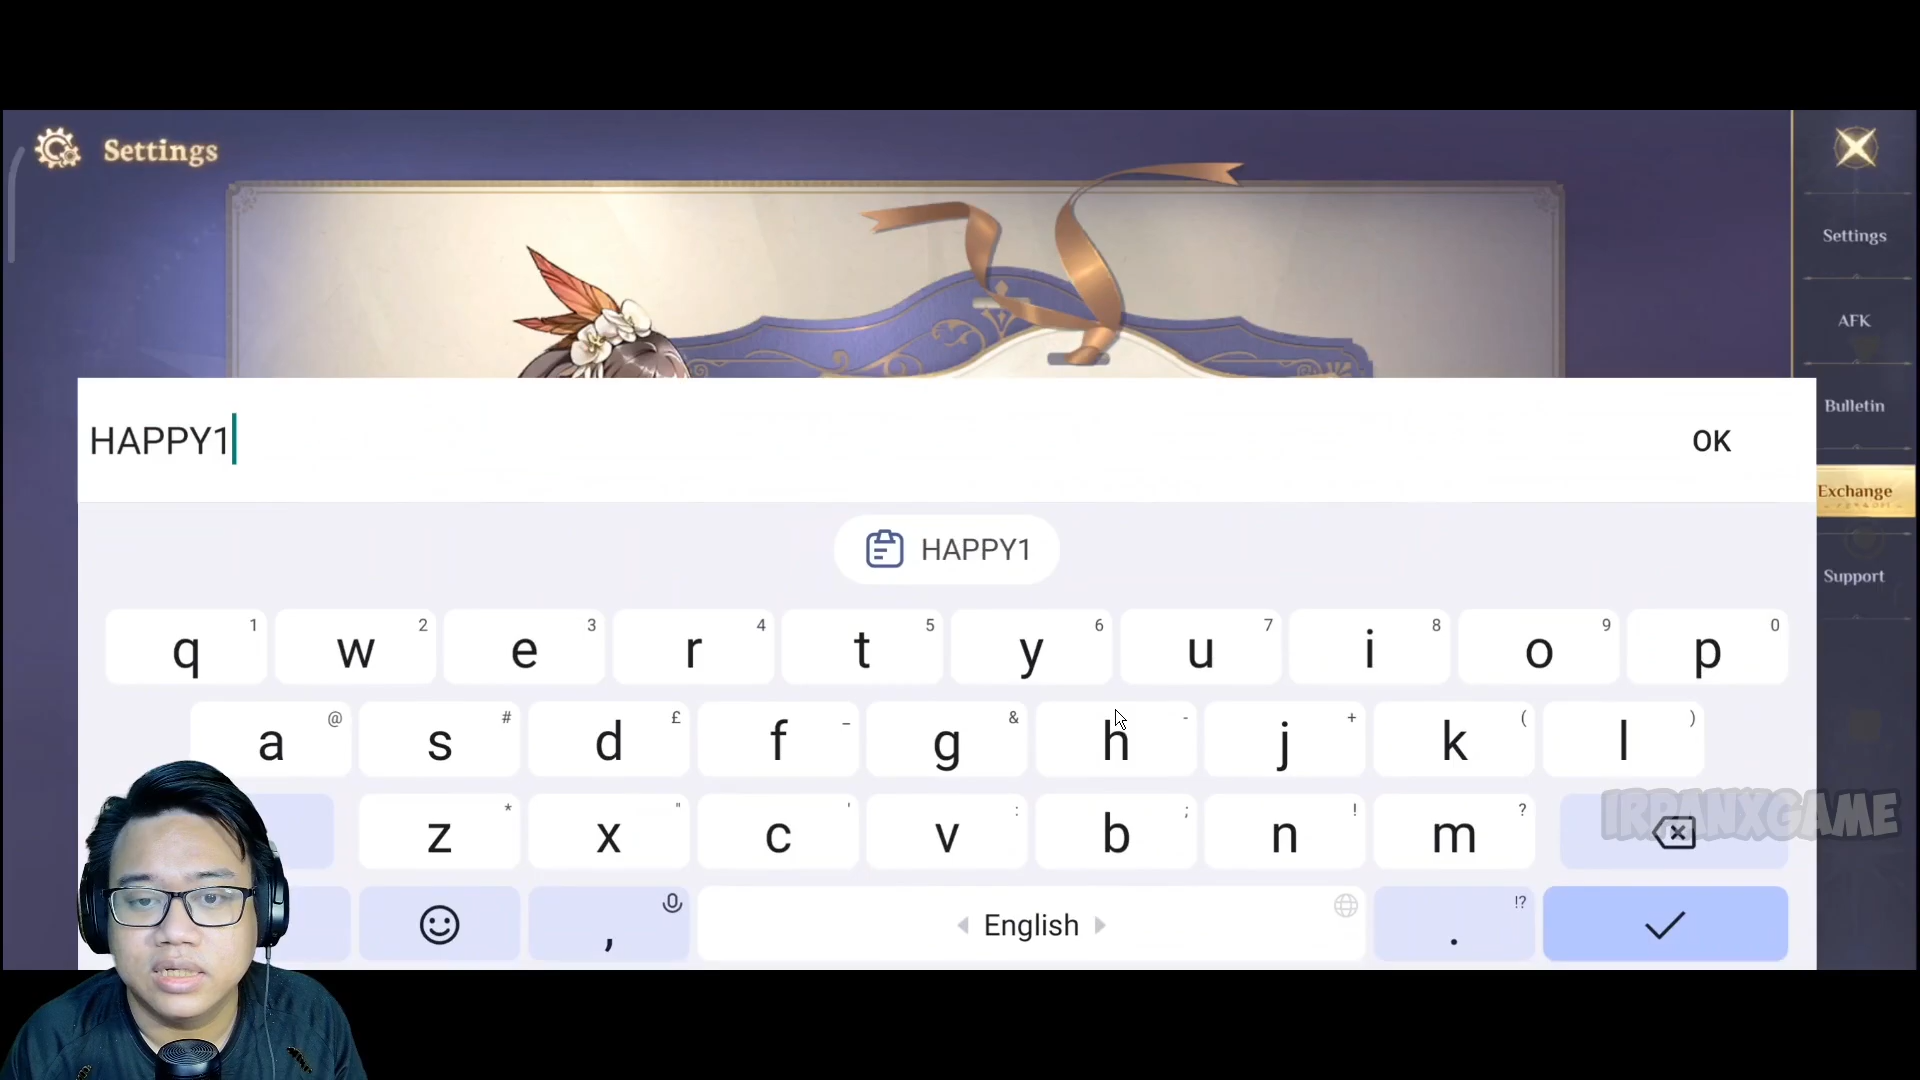 Settings
Settings
AFK
Bulletin
HAPPY1
OK
Exchange
HAPPY1
Support
1 2 3 4 5 6 7 8 9 0
q w e r t y u i o p
@ # £ _ & - + ( )
a s d f g h j k l
* " ' : ; ! ?
z x c v b n m
IRPANXGAME
, English . !?